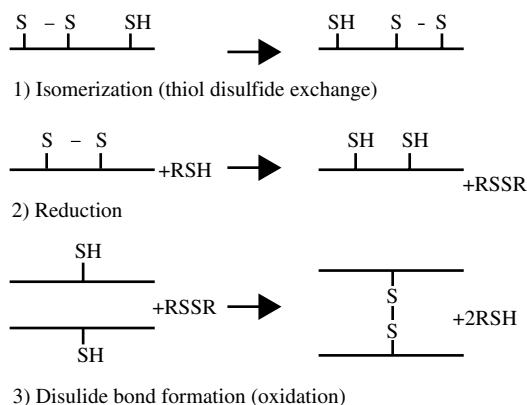 S – S SH SH S - S
1) Isomerization (thiol disulfide exchange)
S – S SH SH
+RSH +RSSR
2) Reduction
SH
S
+RSSR +2RSH
S
SH
3) Disulide bond formation (oxidation)